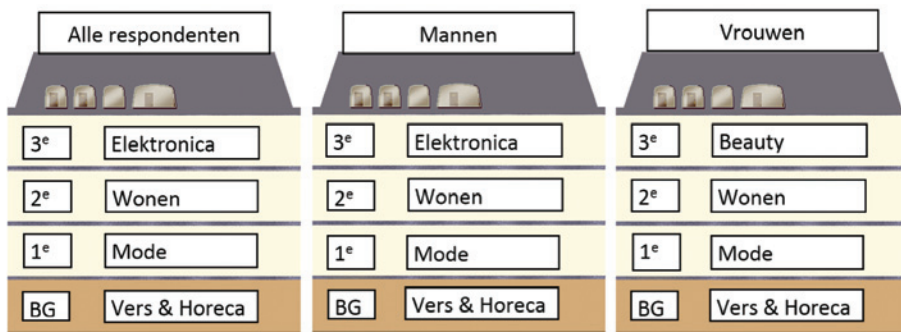 Alle respondenten
3e Elektronica
2e Wonen
1e Mode
BG Vers & Horeca
Mannen
3e Elektronica
2e Wonen
1e Mode
BG Vers & Horeca
Vrouwen
3e Beauty
2e Wonen
1e Mode
BG Vers & Horeca